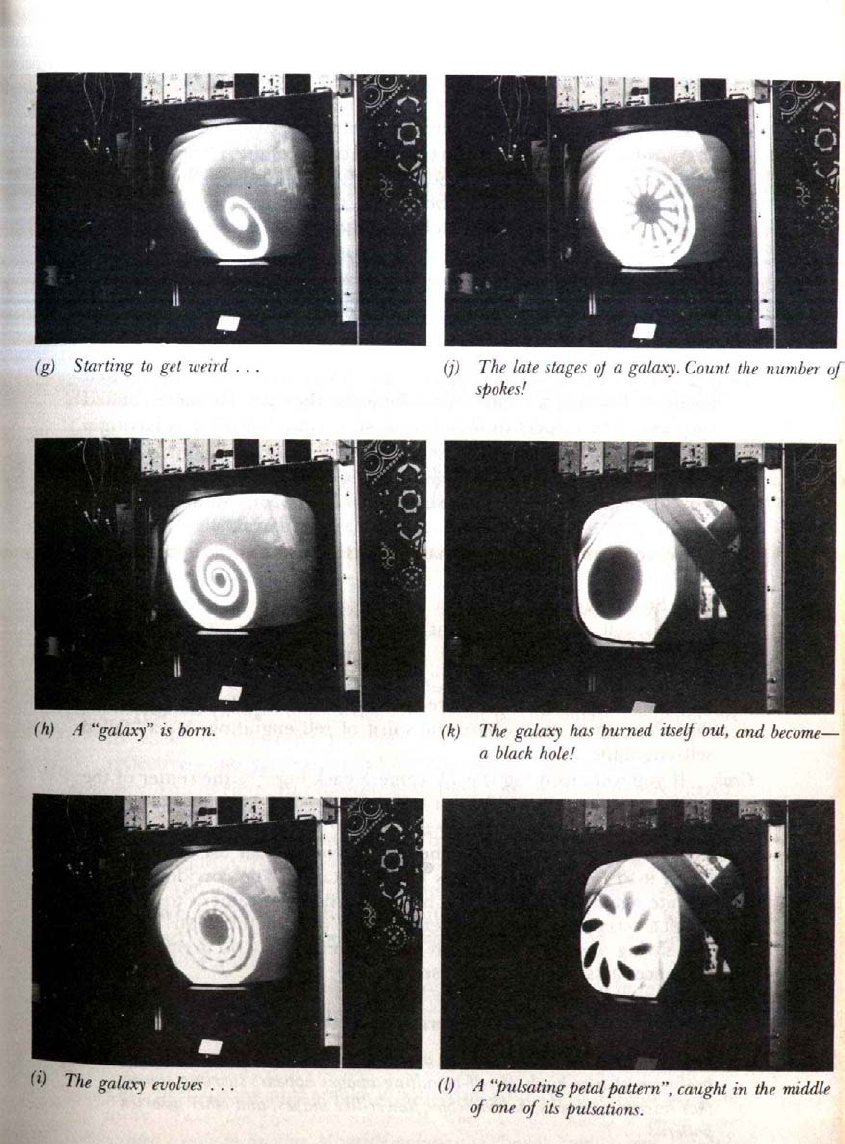 (g) Starting to get weird . . .
(j) The late stages of a galaxy. Count the number of
spokes!
(h) A “galaxy” is born.
(k) The galaxy has burned itself out, and become—
a black hole!
(i) The galaxy evolves . . .
(l) A “pulsating petal pattern”, caught in the middle
of one of its pulsations.